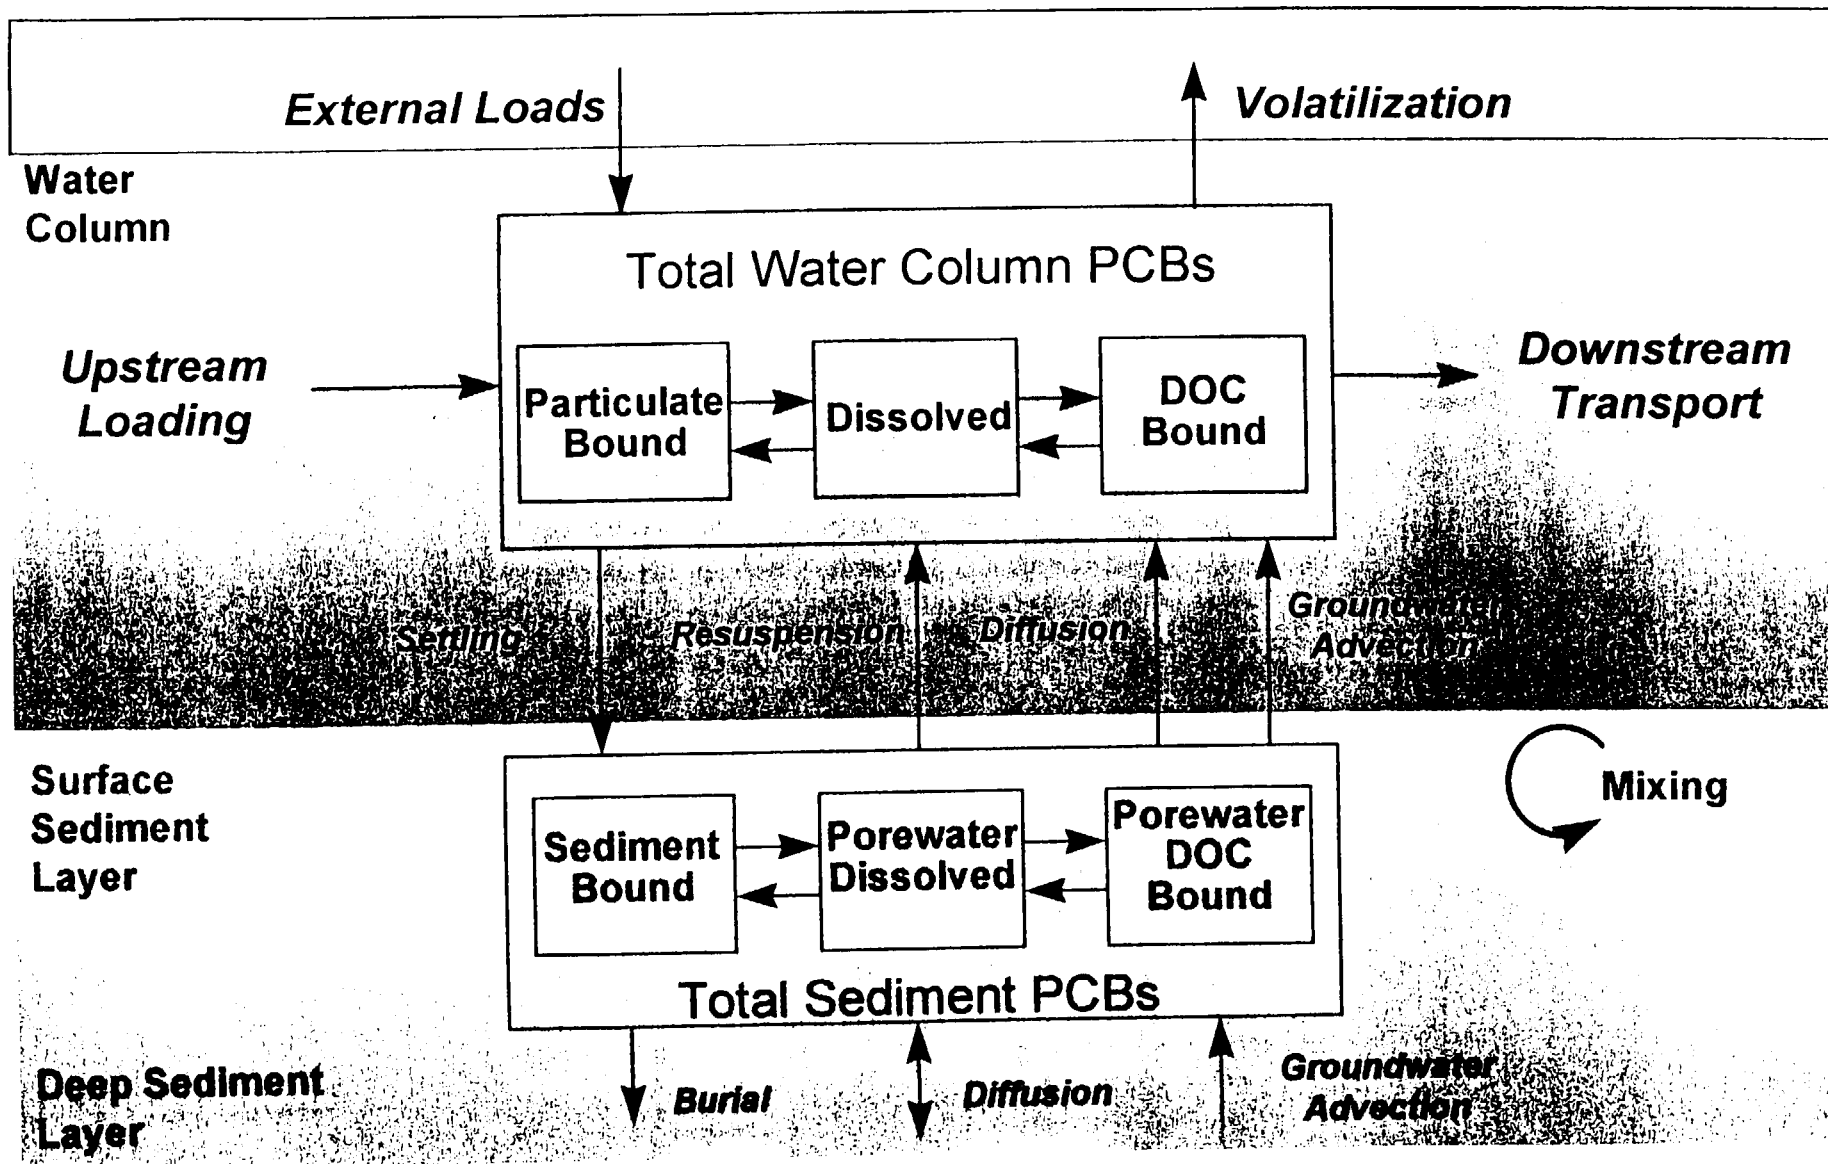 External Loads
Volatilization
Water
Column
Total Water Column PCBs
Upstream
Loading
Particulate
Bound
Dissolved
DOC
Bound
Downstream
Transport
Settling
Resuspension
Diffusion
Groundwater
Advection
Surface
Sediment
Layer
Sediment
Bound
Porewater
Dissolved
Porewater
DOC
Bound
Mixing
Total Sediment PCBs
Deep Sediment
Layer
Burial
Diffusion
Groundwater
Advection